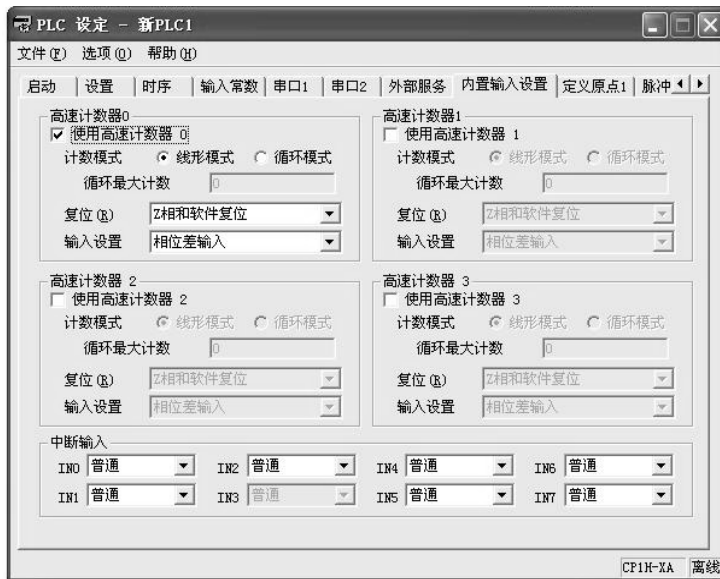 PLC 设定 - 新PLC1
文件(F) 选项(O) 帮助(H)
启动 设置 时序 输入常数 串口1 串口2 外部服务 内置输入设置 定义原点1 脉冲
高速计数器0
使用高速计数器 0
计数模式 线形模式 循环模式
循环最大计数 0
复位(R) Z相和软件复位
输入设置 相位差输入
高速计数器1
使用高速计数器 1
计数模式 线形模式 循环模式
循环最大计数 0
复位(R) Z相和软件复位
输入设置 相位差输入
高速计数器 2
使用高速计数器 2
计数模式 线形模式 循环模式
循环最大计数 0
复位(R) Z相和软件复位
输入设置 相位差输入
高速计数器 3
使用高速计数器 3
计数模式 线形模式 循环模式
循环最大计数 0
复位(R) Z相和软件复位
输入设置 相位差输入
中断输入
IN0 普通 IN2 普通 IN4 普通 IN6 普通
IN1 普通 IN3 普通 IN5 普通 IN7 普通
CP1H-XA 离线